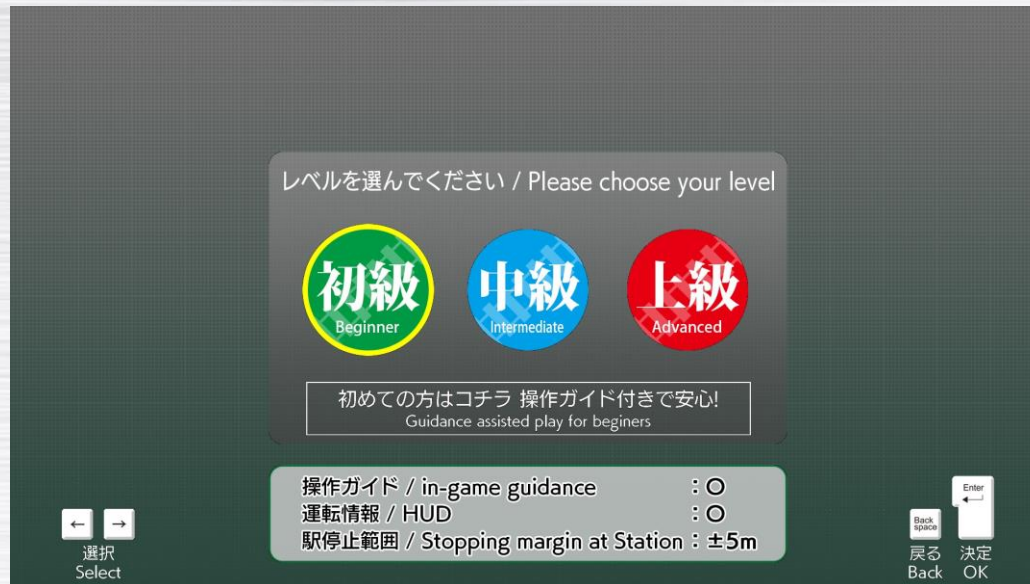 レベルを選んでください / Please choose your level
初級
Beginner
中級
Intermediate
上級
Advanced
初めての方はコチラ 操作ガイド付きで安心!
Guidance assisted play for beginers
操作ガイド / in-game guidance :○
運転情報 / HUD :○
駅停止範囲 / Stopping margin at Station:±5m
← →
選択
Select
Back space
戻る
Back
Enter
↵
決定
OK